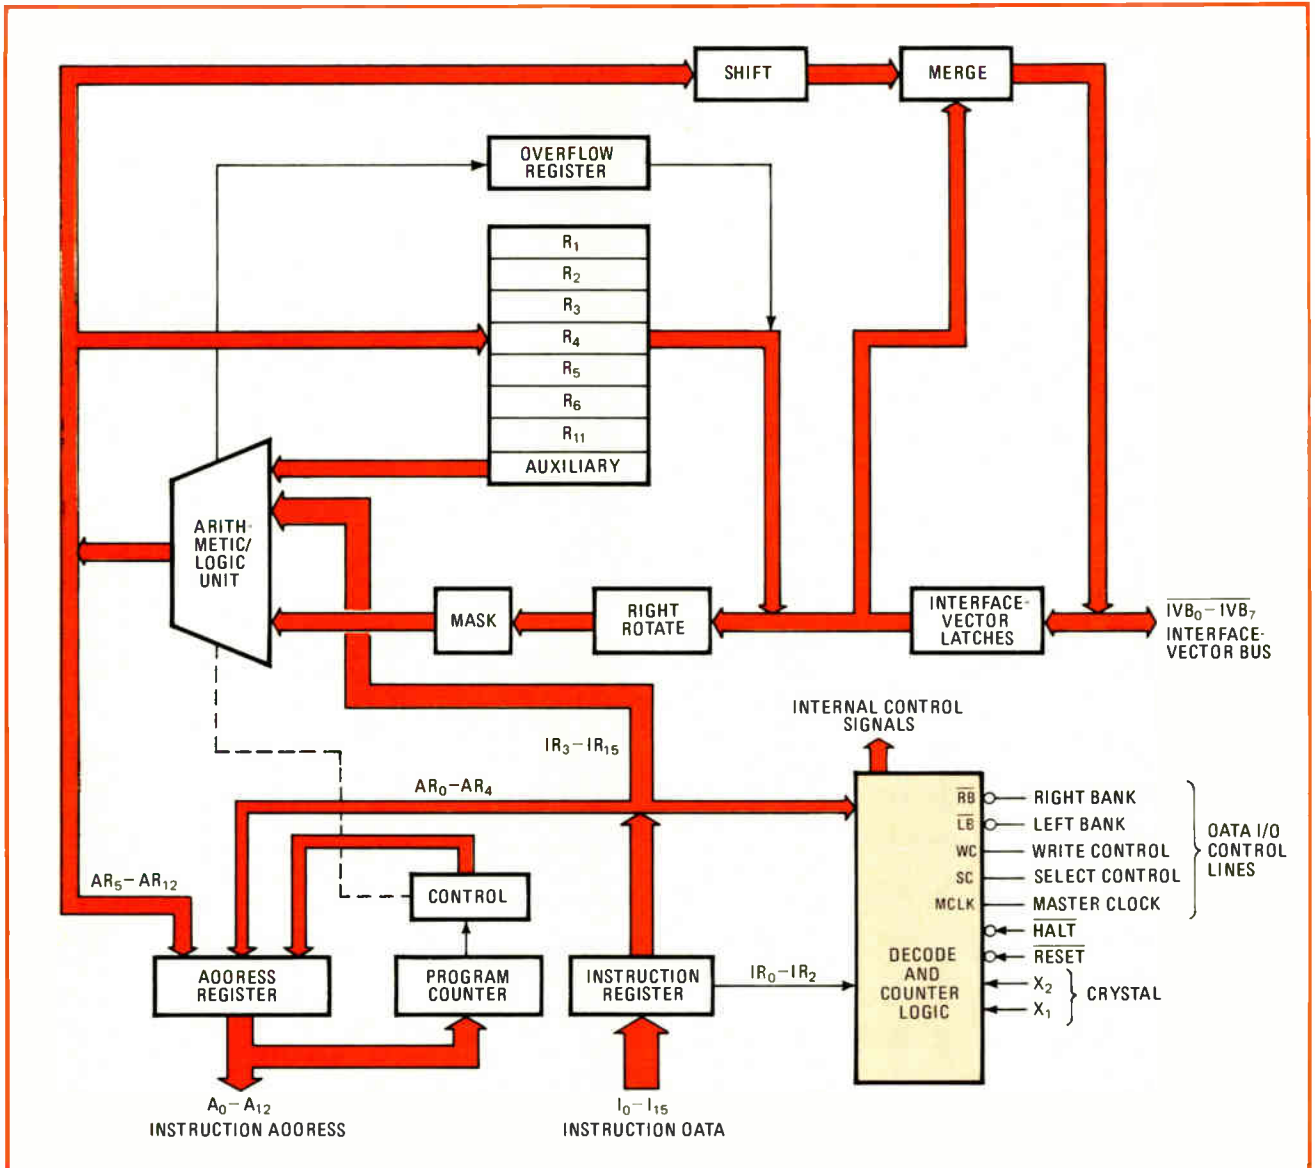 SHIFT
MERGE
OVERFLOW
REGISTER
R1
R2
R3
R4
R5
R6
R11
AUXILIARY
ARITH-
METIC/
LOGIC
UNIT
MASK
RIGHT
ROTATE
INTERFACE-
VECTOR
LATCHES
IVB0–IVB7
INTERFACE-
VECTOR BUS
INTERNAL CONTROL
SIGNALS
IR3–IR15
AR0–AR4
AR5–AR12
CONTROL
ADDRESS
REGISTER
PROGRAM
COUNTER
INSTRUCTION
REGISTER
IR0–IR2
DECODE
AND
COUNTER
LOGIC
RB RIGHT BANK
LB LEFT BANK
WC WRITE CONTROL
SC SELECT CONTROL
MCLK MASTER CLOCK
DATA I/O
CONTROL
LINES
HALT
RESET
X2
X1
CRYSTAL
A0–A12
INSTRUCTION ADDRESS
I0–I15
INSTRUCTION DATA